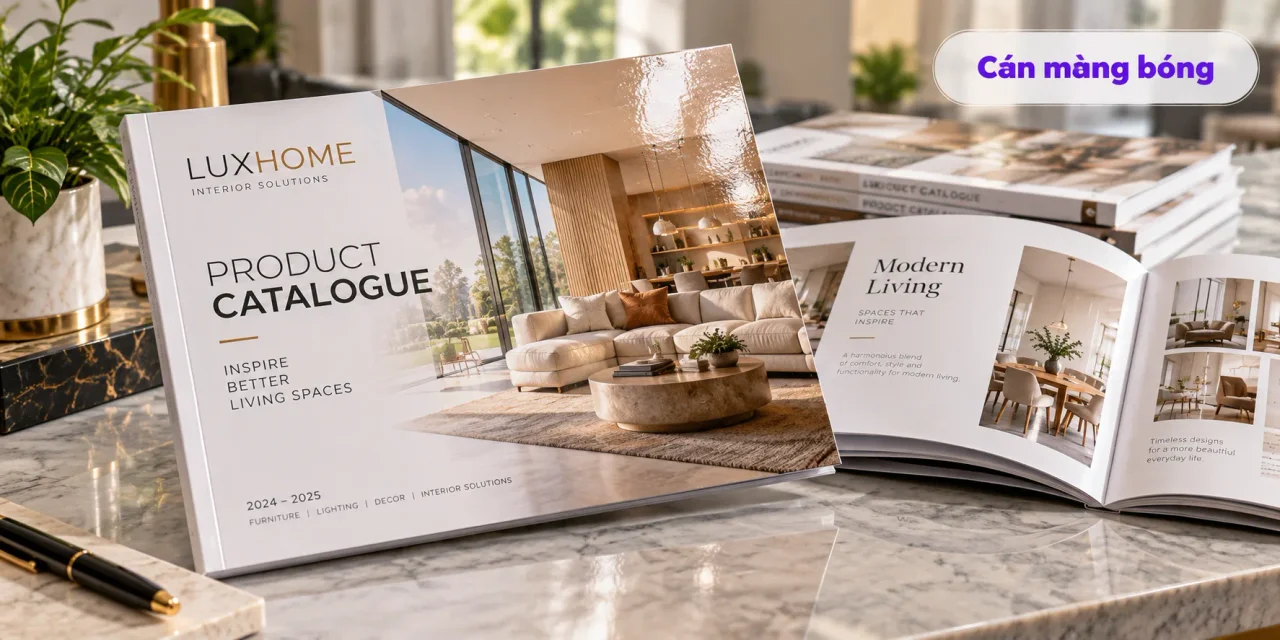 Cán màng bóng
LUXHOME
INTERIOR SOLUTIONS
PRODUCT
CATALOGUE
INSPIRE
BETTER
LIVING SPACES
2024 – 2025
FURNITURE | LIGHTING | DECOR | INTERIOR SOLUTIONS
CATALOGUE
PRODUCT
Modern
Living
SPACES THAT
INSPIRE
A harmonious blend
of comfort, style and
functionality for modern living.
Timeless designs
for a more beautiful
everyday life.